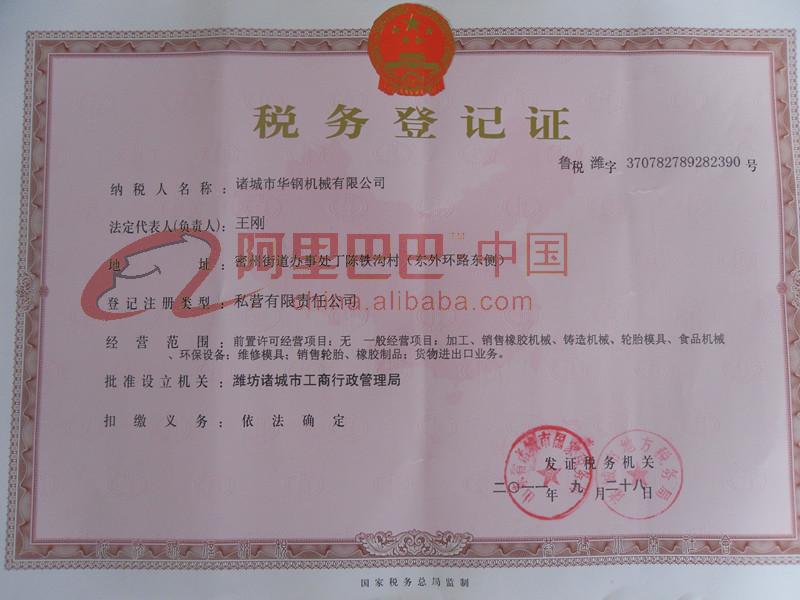 税务登记证
鲁税 潍字 370782789282390 号
纳税人名称：诸城市华钢机械有限公司
法定代表人(负责人)：王刚
地址：密州街道办事处丁陈铁沟村（东外环路东侧）
阿里巴巴™中国
china.alibaba.com
登记注册类型：私营有限责任公司
经营范围：前置许可经营项目：无 一般经营项目：加工、销售橡胶机械、铸造机械、轮胎模具、食品机械
、环保设备；维修模具；销售轮胎、橡胶制品；货物进出口业务。
批准设立机关：潍坊诸城市工商行政管理局
扣缴义务：依法确定
发证税务机关
二〇一一年 九月二十八日
国家税务总局监制